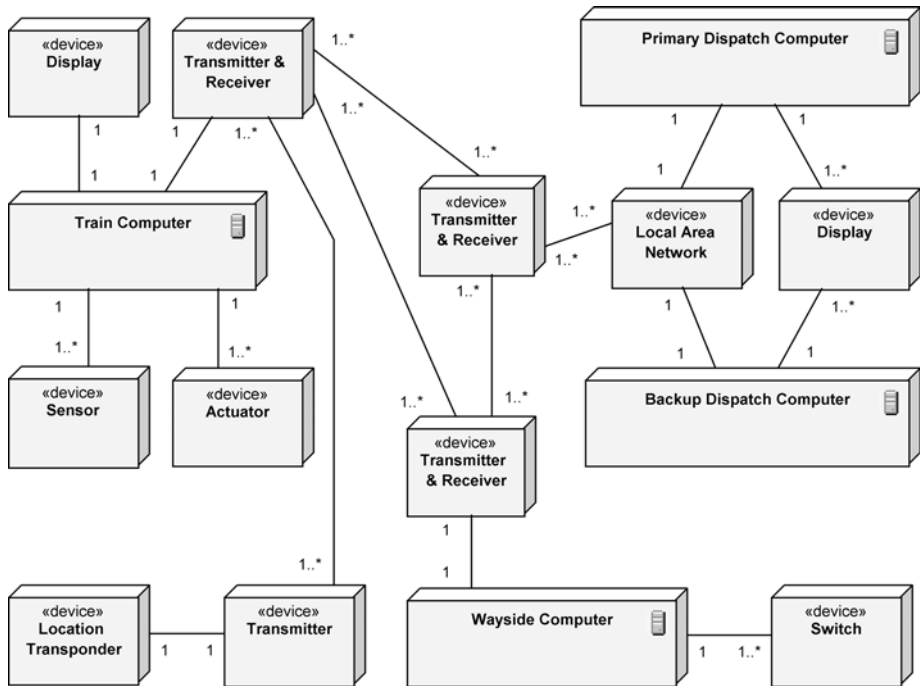 «device»
Display
«device»
Transmitter &
Receiver
1..*
1..*
Primary Dispatch Computer
1
1
1..*
1
1
1
1
1..*
1..*
Train Computer
«device»
Transmitter
& Receiver
1..*
1..*
«device»
Local Area
Network
«device»
Display
1
1
1..*
1
1..*
1..*
1..*
1
1
«device»
Sensor
«device»
Actuator
1..*
1..*
Backup Dispatch Computer
«device»
Transmitter
& Receiver
1
1..*
1
«device»
Location
Transponder
1
1
«device»
Transmitter
Wayside Computer
1
1..*
«device»
Switch